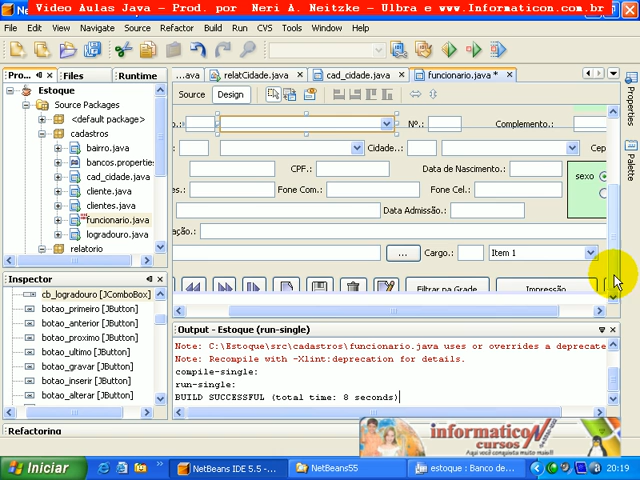 Video Aulas Java - Prod. por Neri A. Neitzke - Ulbra e www.Informaticon.com.br
File Edit View Navigate Source Refactor Build Run CVS Tools Window Help
Pro... Files Runtime
...ava relatCidade.java cad_cidade.java funcionario.java *
Source Design
Estoque
Source Packages
<default package>
cadastros
bairro.java
bancos.properties
cad_cidade.java
cliente.java
clientes.java
funcionario.java
logradouro.java
relatorio
Nº.: Complemento.:
Cidade..: Cep
CPF.: Data de Nascimento.: sexo
es.: Fone Com.: Fone Cel.:
Data Admissão.:
ação.:
... Cargo.: Item 1
Filtrar na Grade Impressão
Properties
Palette
Inspector
cb_logradouro [JComboBox]
botao_primeiro [JButton]
botao_anterior [JButton]
botao_proximo [JButton]
botao_ultimo [JButton]
botao_gravar [JButton]
botao_inserir [JButton]
botao_alterar [JButton]
Output - Estoque (run-single)
Note: C:\Estoque\src\cadastros\funcionario.java uses or overrides a deprecate
Note: Recompile with -Xlint:deprecation for details.
compile-single:
run-single:
BUILD SUCCESSFUL (total time: 8 seconds)
Refactoring
informaticoN
cursos
Aqui você conquista muito mais!
Iniciar NetBeans IDE 5.5 -... NetBeans55 estoque : Banco de... 20:19